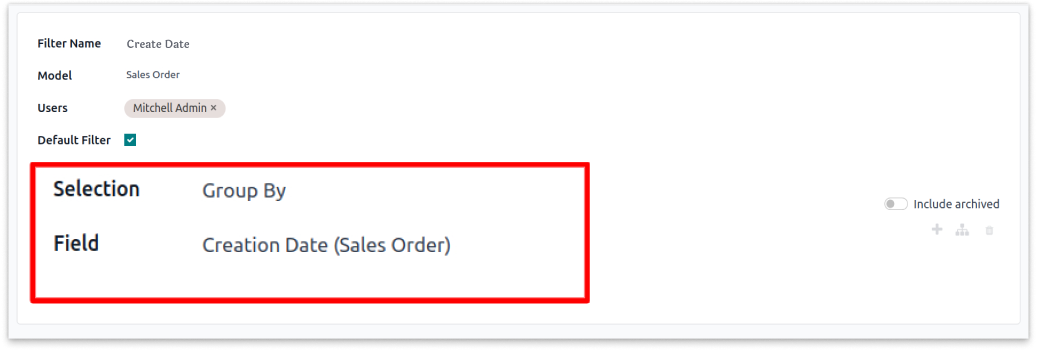 Filter Name Create Date
Model Sales Order
Users Mitchell Admin ×
Default Filter
Selection Group By
Include archived
Field Creation Date (Sales Order)